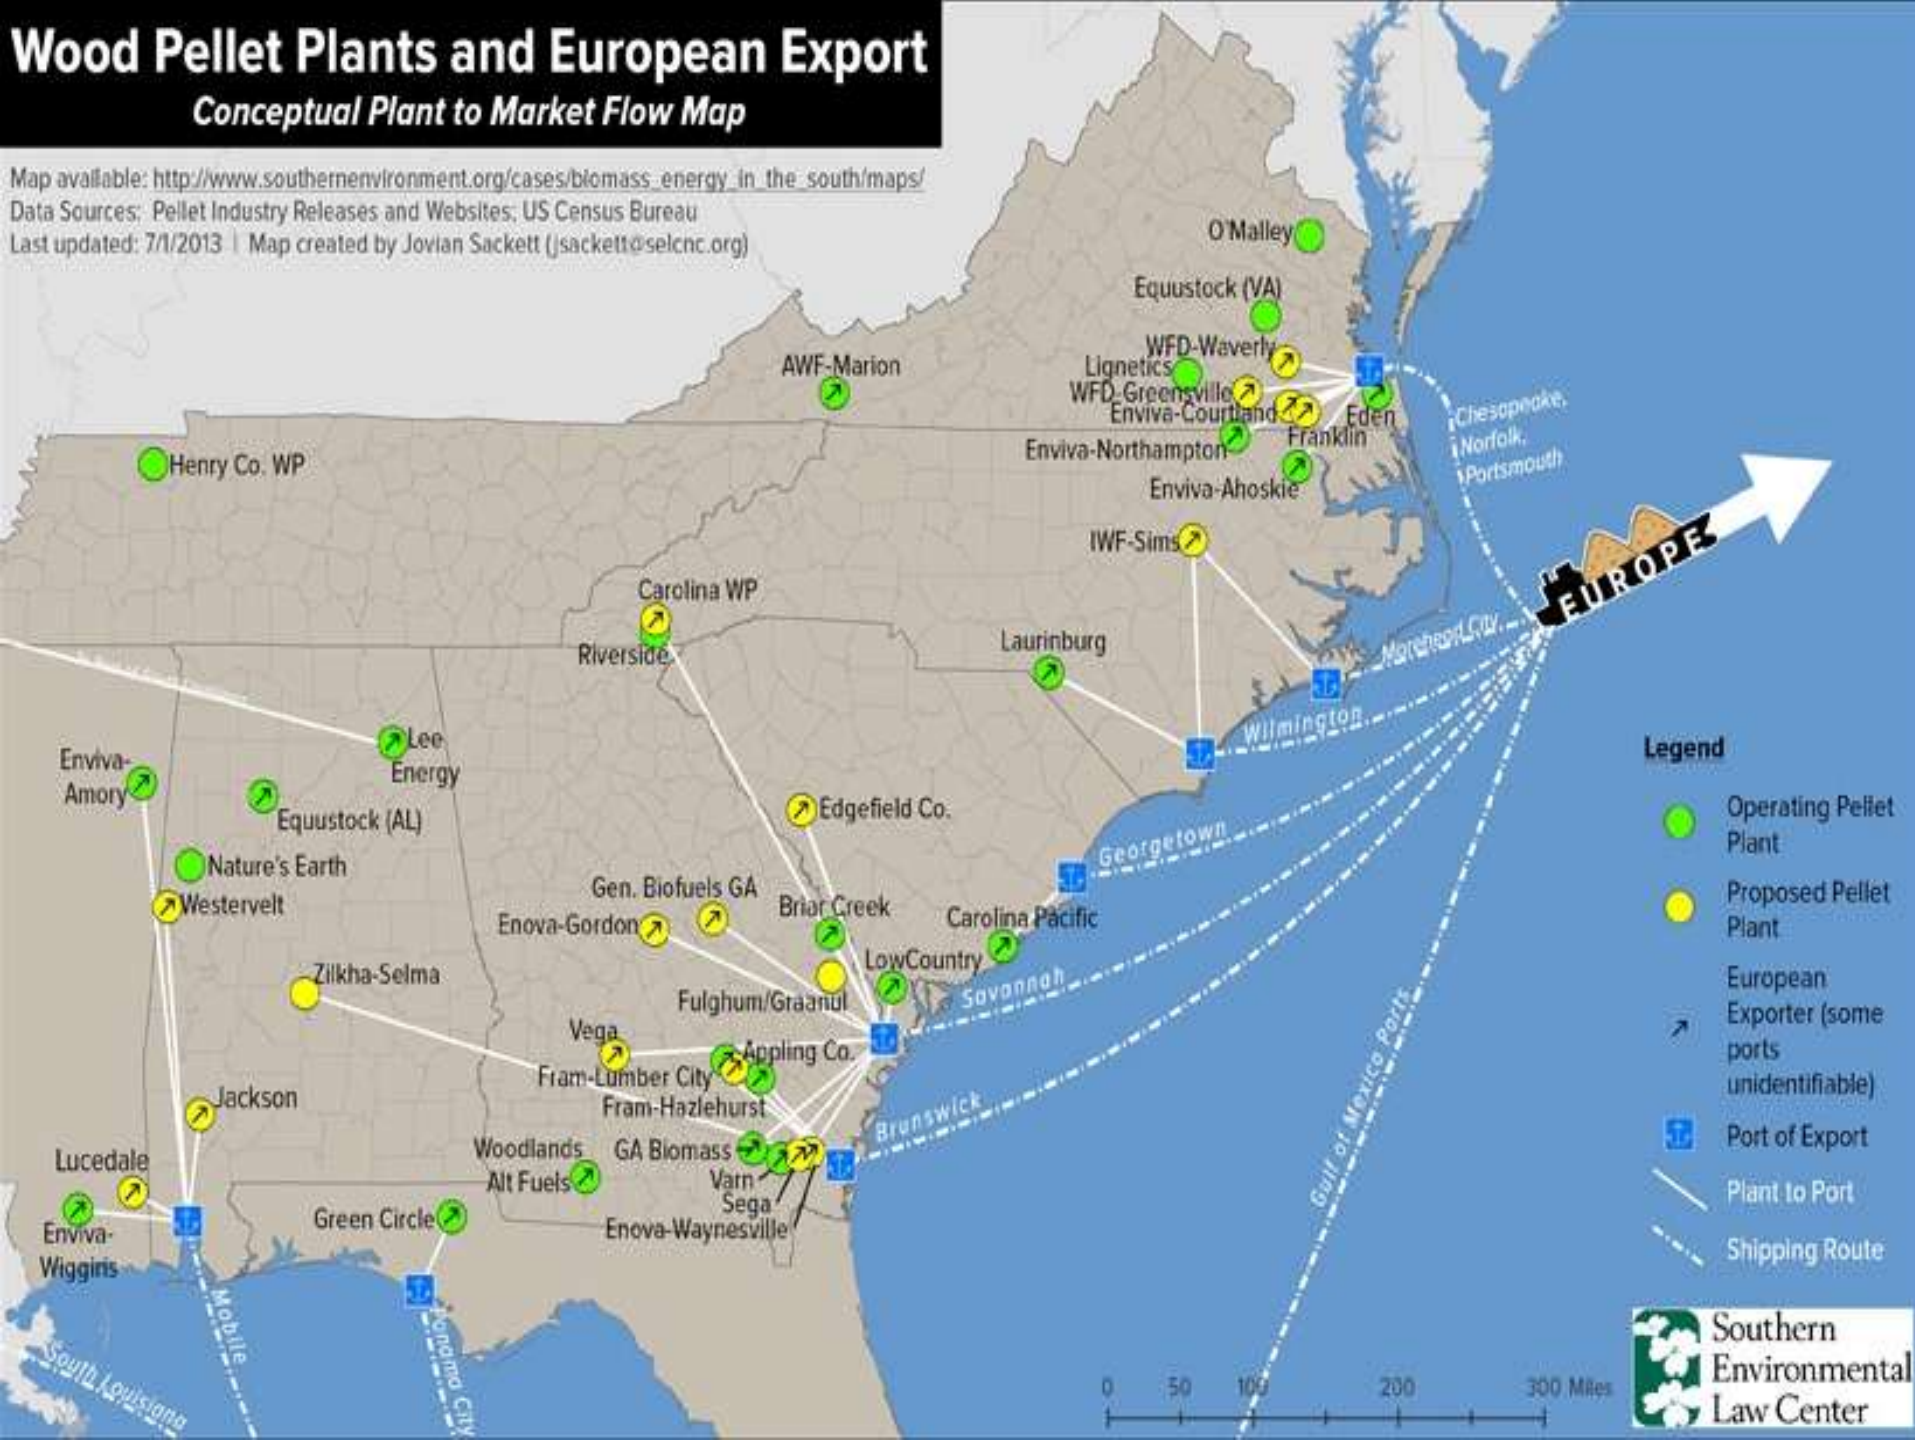 Wood Pellet Plants and European Export
Conceptual Plant to Market Flow Map
Map available: http://www.southernenvironment.org/cases/biomass_energy_in_the_south/maps/
Data Sources: Pellet Industry Releases and Websites; US Census Bureau
Last updated: 7/1/2013 | Map created by Jovian Sackett (jsackett@selcnc.org)
O'Malley
Equustock (VA)
WFD-Waverly
Lignetics
WFD-Greensville
Enviva-Courtland
Eden
Franklin
Enviva-Northampton
Enviva-Ahoskie
AWF-Marion
Henry Co. WP
IWF-Sims
Carolina WP
Riverside
Laurinburg
Chesapeake,
Norfolk,
Portsmouth
EUROPE
Morehead City
Wilmington
Georgetown
Savannah
Brunswick
Gulf of Mexico Ports
Lee
Energy
Enviva-
Amory
Equustock (AL)
Nature's Earth
Westervelt
Edgefield Co.
Gen. Biofuels GA
Enova-Gordon
Briar Creek
Carolina Pacific
LowCountry
Zilkha-Selma
Fulghum/Graanul
Vega
Appling Co.
Fram-Lumber City
Fram-Hazlehurst
Jackson
Woodlands
Alt Fuels
GA Biomass
Varn
Sega
Enova-Waynesville
Lucedale
Enviva-
Wiggins
Green Circle
Mobile
Panama City
South Louisiana
Legend
Operating Pellet
Plant
Proposed Pellet
Plant
European
Exporter (some
ports
unidentifiable)
Port of Export
Plant to Port
Shipping Route
0 50 100 200 300 Miles
Southern
Environmental
Law Center